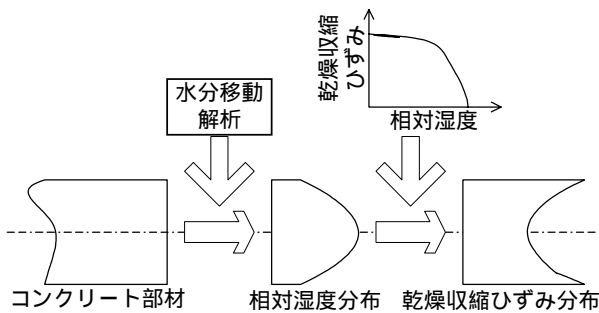 乾燥収縮
ひずみ
相対湿度
水分移動
解析
コンクリート部材
相対湿度分布
乾燥収縮ひずみ分布